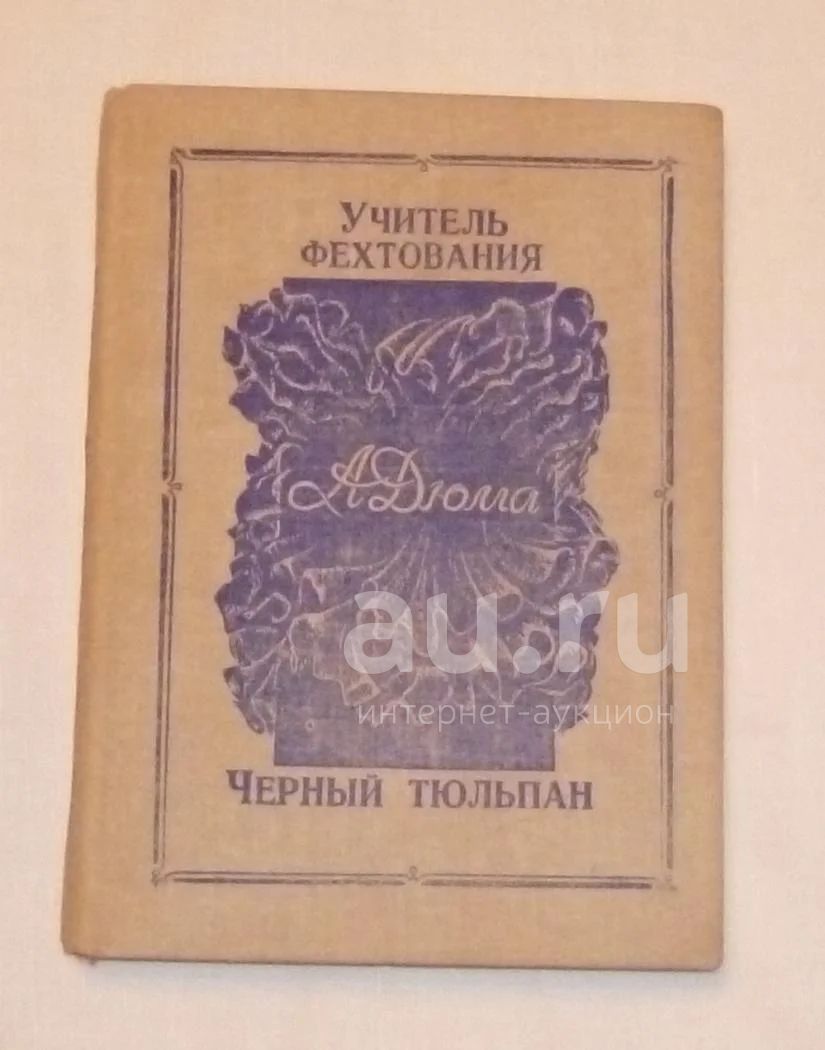 Учитель
фехтования
А Дюма
au.ru
интернет-аукцион
Черный тюльпан